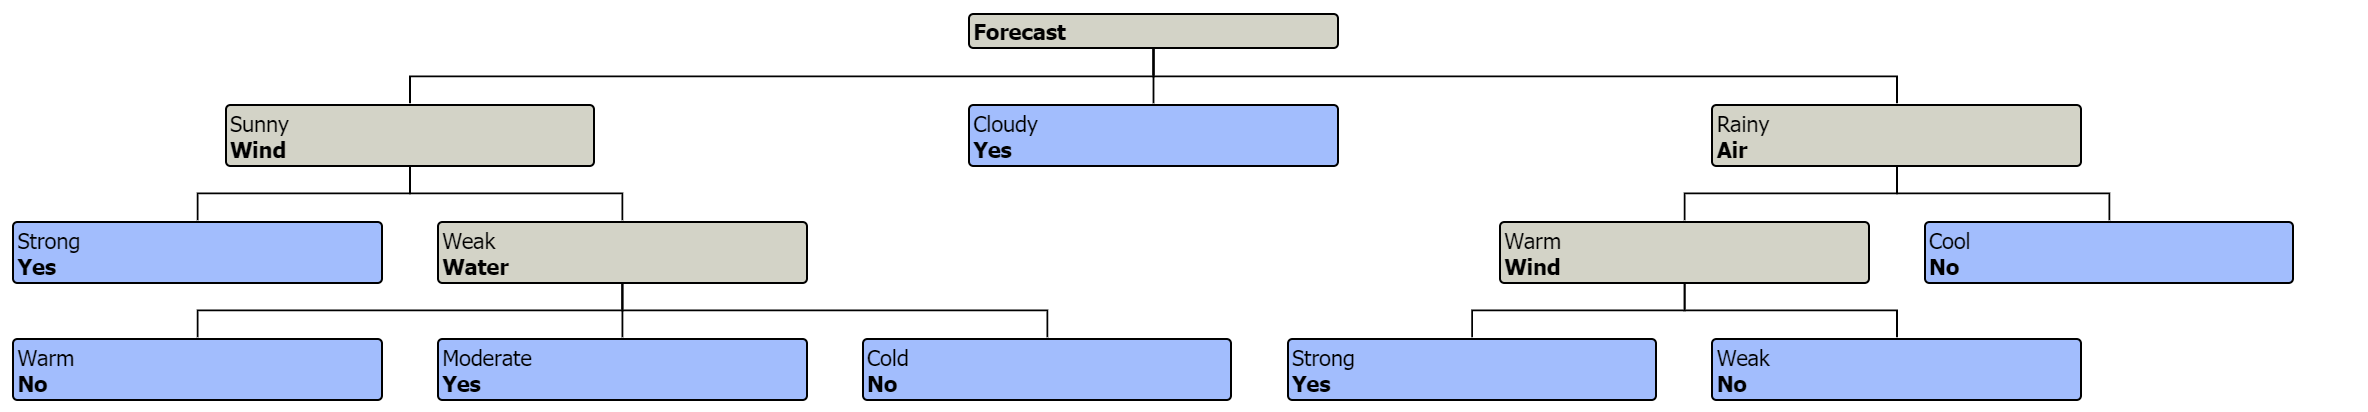 Forecast
Sunny
Wind
Cloudy
Yes
Rainy
Air
Strong
Yes
Weak
Water
Warm
Wind
Cool
No
Warm
No
Moderate
Yes
Cold
No
Strong
Yes
Weak
No